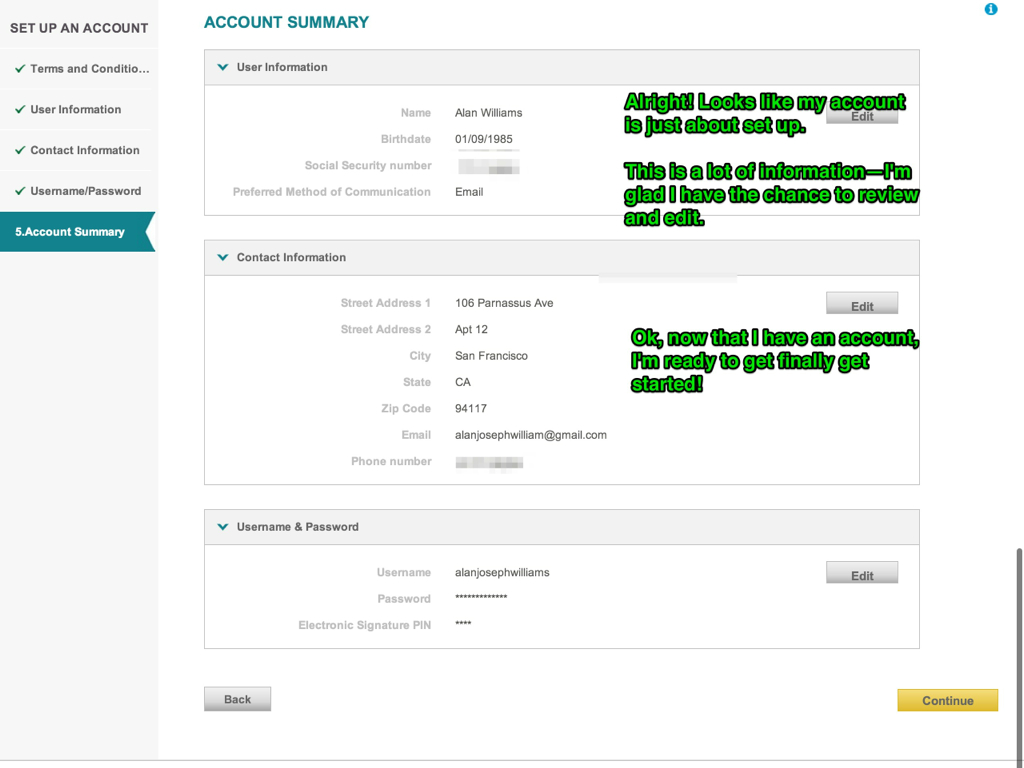 SET UP AN ACCOUNT
Terms and Conditio...
User Information
Contact Information
Username/Password
5.Account Summary
ACCOUNT SUMMARY
User Information
Name Alan Williams
Birthdate 01/09/1985
Social Security number
Preferred Method of Communication Email
Edit
Alright! Looks like my account
is just about set up.
This is a lot of information—I'm
glad I have the chance to review
and edit.
Contact Information
Street Address 1 106 Parnassus Ave
Street Address 2 Apt 12
City San Francisco
State CA
Zip Code 94117
Email alanjosephwilliam@gmail.com
Phone number
Edit
Ok, now that I have an account,
I'm ready to get finally get
started!
Username & Password
Username alanjosephwilliams
Password *************
Electronic Signature PIN ****
Edit
Back
Continue